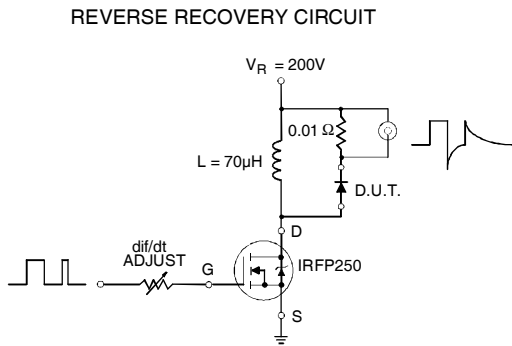 REVERSE RECOVERY CIRCUIT
V_R = 200V
0.01 Ω
L = 70µH
D.U.T.
D
dif/dt
ADJUST
G
IRFP250
S